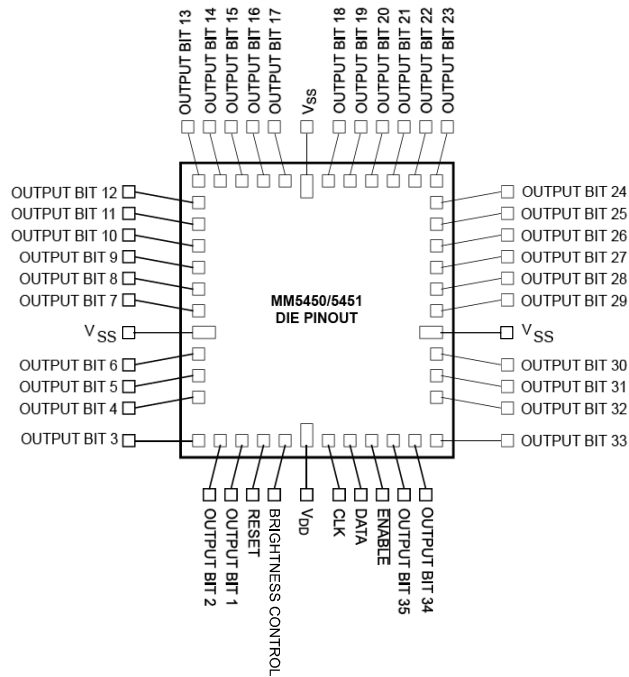 OUTPUT BIT 13
OUTPUT BIT 14
OUTPUT BIT 15
OUTPUT BIT 16
OUTPUT BIT 17
VSS
OUTPUT BIT 18
OUTPUT BIT 19
OUTPUT BIT 20
OUTPUT BIT 21
OUTPUT BIT 22
OUTPUT BIT 23
OUTPUT BIT 12
OUTPUT BIT 11
OUTPUT BIT 10
OUTPUT BIT 9
OUTPUT BIT 8
OUTPUT BIT 7
VSS
OUTPUT BIT 6
OUTPUT BIT 5
OUTPUT BIT 4
OUTPUT BIT 3
MM5450/5451
DIE PINOUT
OUTPUT BIT 24
OUTPUT BIT 25
OUTPUT BIT 26
OUTPUT BIT 27
OUTPUT BIT 28
OUTPUT BIT 29
VSS
OUTPUT BIT 30
OUTPUT BIT 31
OUTPUT BIT 32
OUTPUT BIT 33
OUTPUT BIT 2
OUTPUT BIT 1
RESET
BRIGHTNESS CONTROL
VDD
CLK
DATA
ENABLE
OUTPUT BIT 35
OUTPUT BIT 34